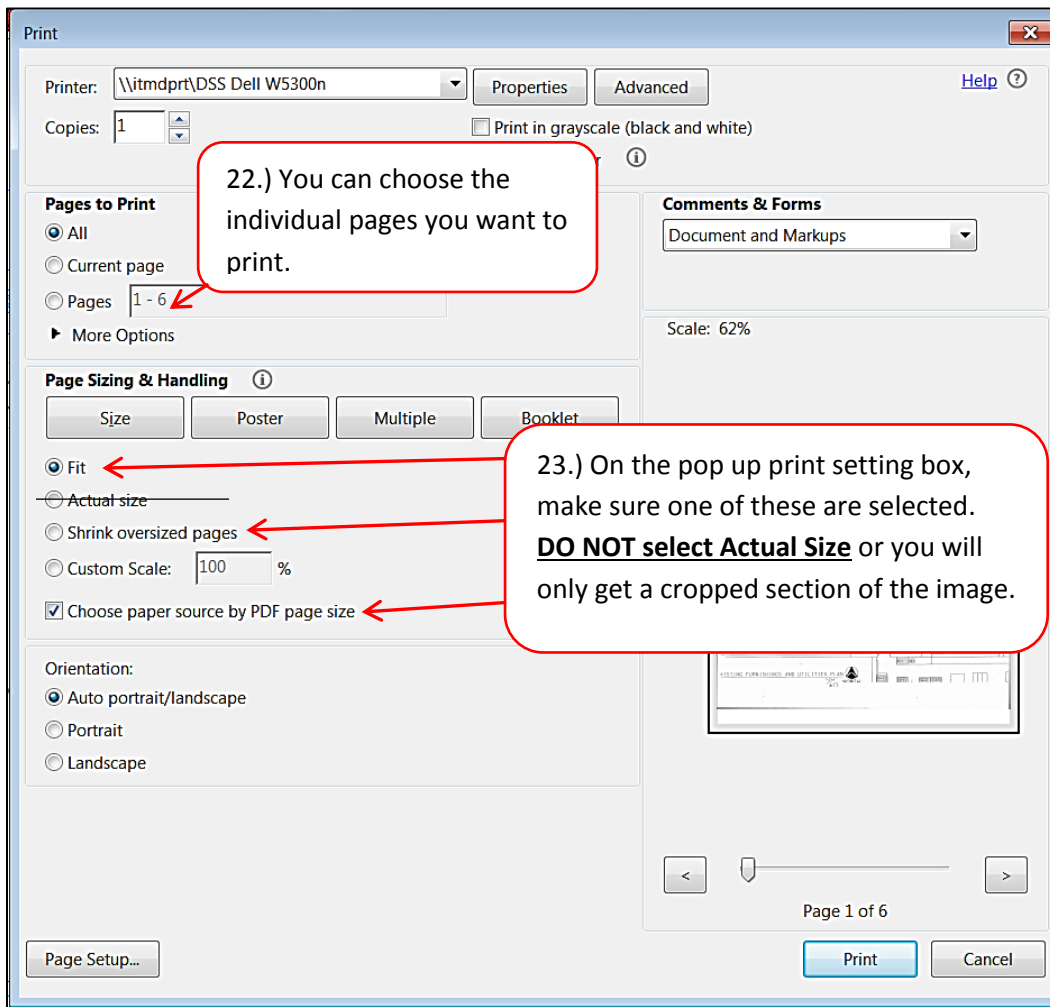 Print
Printer: \\itmdprt\DSS Dell W5300n Properties Advanced Help ?
Copies: 1 Print in grayscale (black and white)
22.) You can choose the
individual pages you want to
print.
Pages to Print
All
Current page
Pages 1 - 6
More Options
Comments & Forms
Document and Markups
Scale: 62%
Page Sizing & Handling
Size Poster Multiple Booklet
Fit
Actual size
Shrink oversized pages
Custom Scale: 100 %
Choose paper source by PDF page size
23.) On the pop up print setting box,
make sure one of these are selected.
DO NOT select Actual Size or you will
only get a cropped section of the image.
Orientation:
Auto portrait/landscape
Portrait
Landscape
FURNISHINGS AND UTILITIES PLAN
< >
Page 1 of 6
Page Setup... Print Cancel